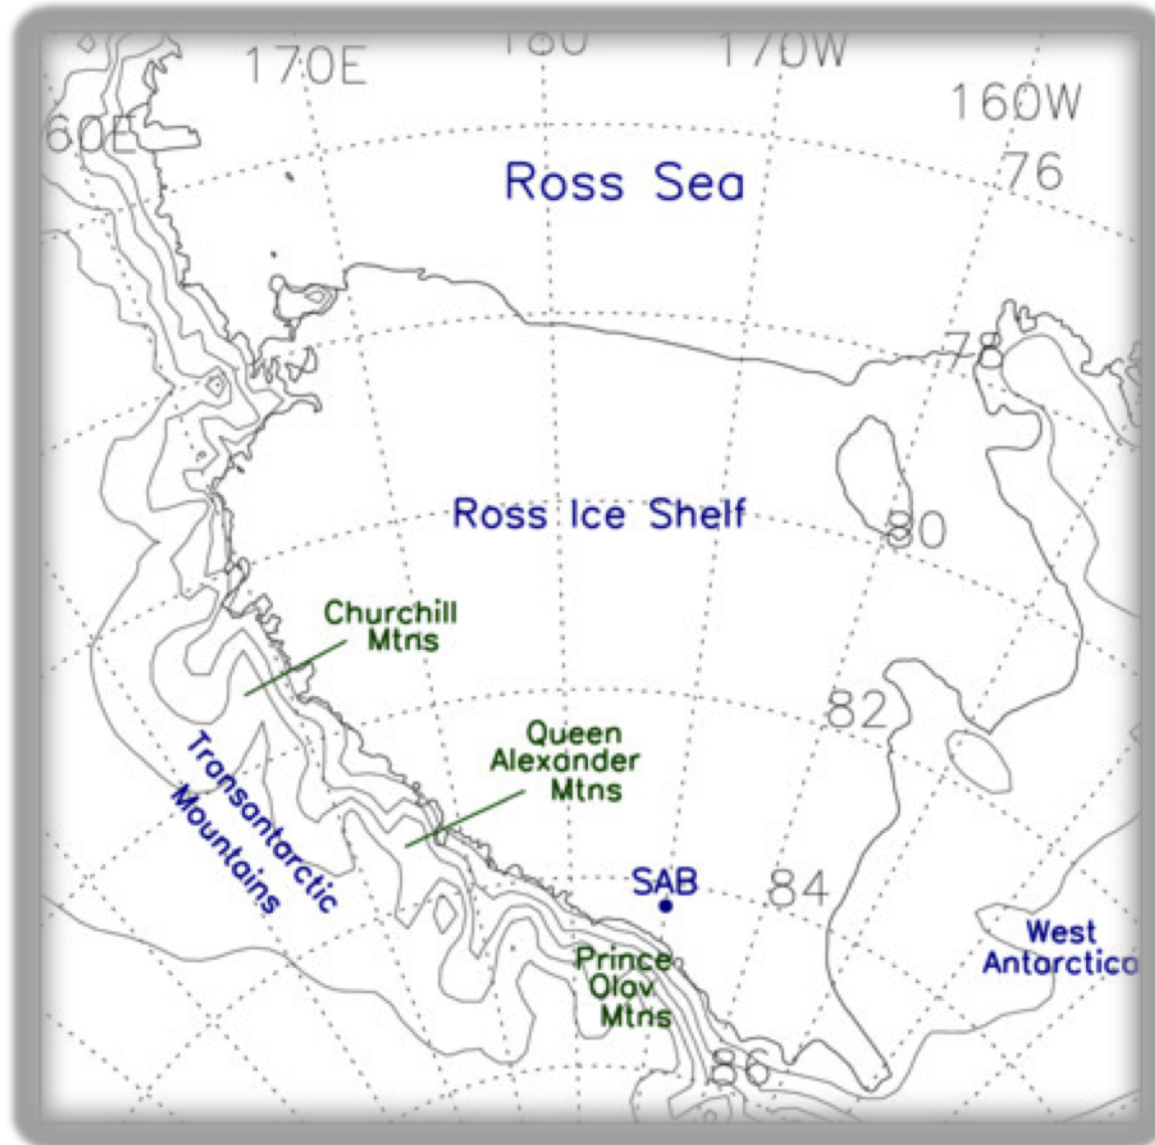 170E
180
170W
160W
60E
76
Ross Sea
78
Ross Ice Shelf
80
Churchill
Mtns
82
Queen
Alexander
Mtns
Transantarctic
Mountains
SAB
84
West
Antarctica
Prince
Olav
Mtns
86